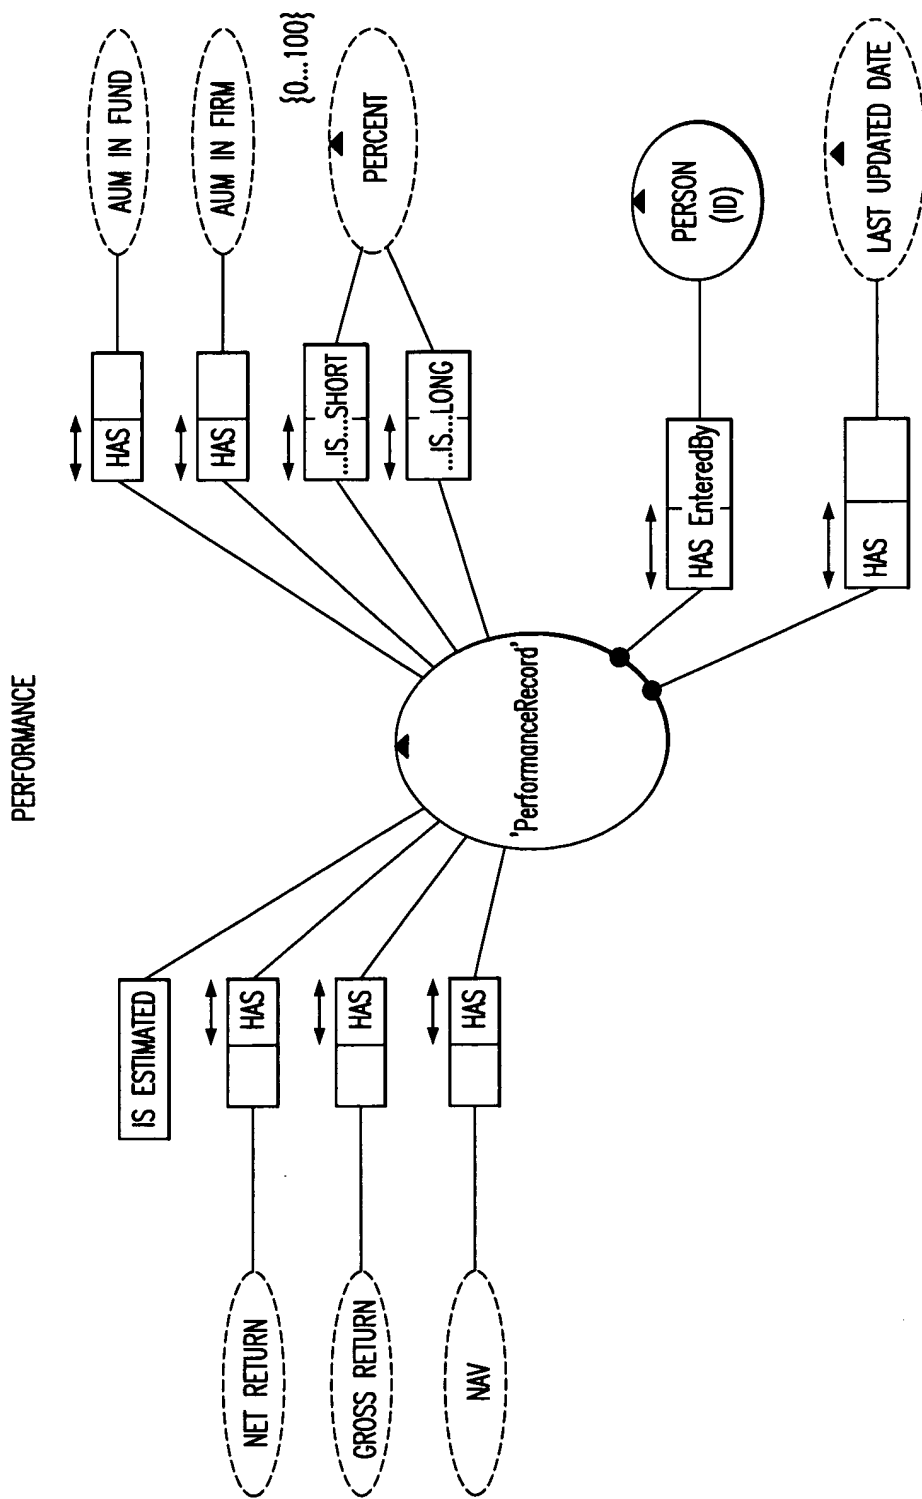 PERFORMANCE
IS ESTIMATED
NET RETURN
HAS
GROSS RETURN
HAS
NAV
HAS
'PerformanceRecord'
HAS
AUM IN FUND
HAS
AUM IN FIRM
{0...100}
...IS...SHORT
PERCENT
...IS...LONG
HAS EnteredBy
PERSON
(ID)
HAS
LAST UPDATED DATE